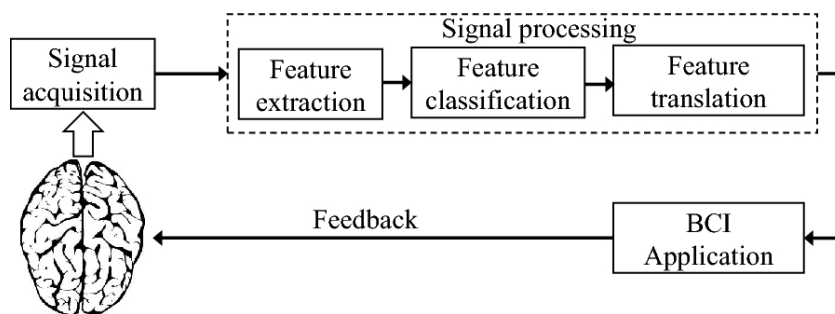 Signal processing
Signal
acquisition
Feature
extraction
Feature
classification
Feature
translation
Feedback
BCI
Application